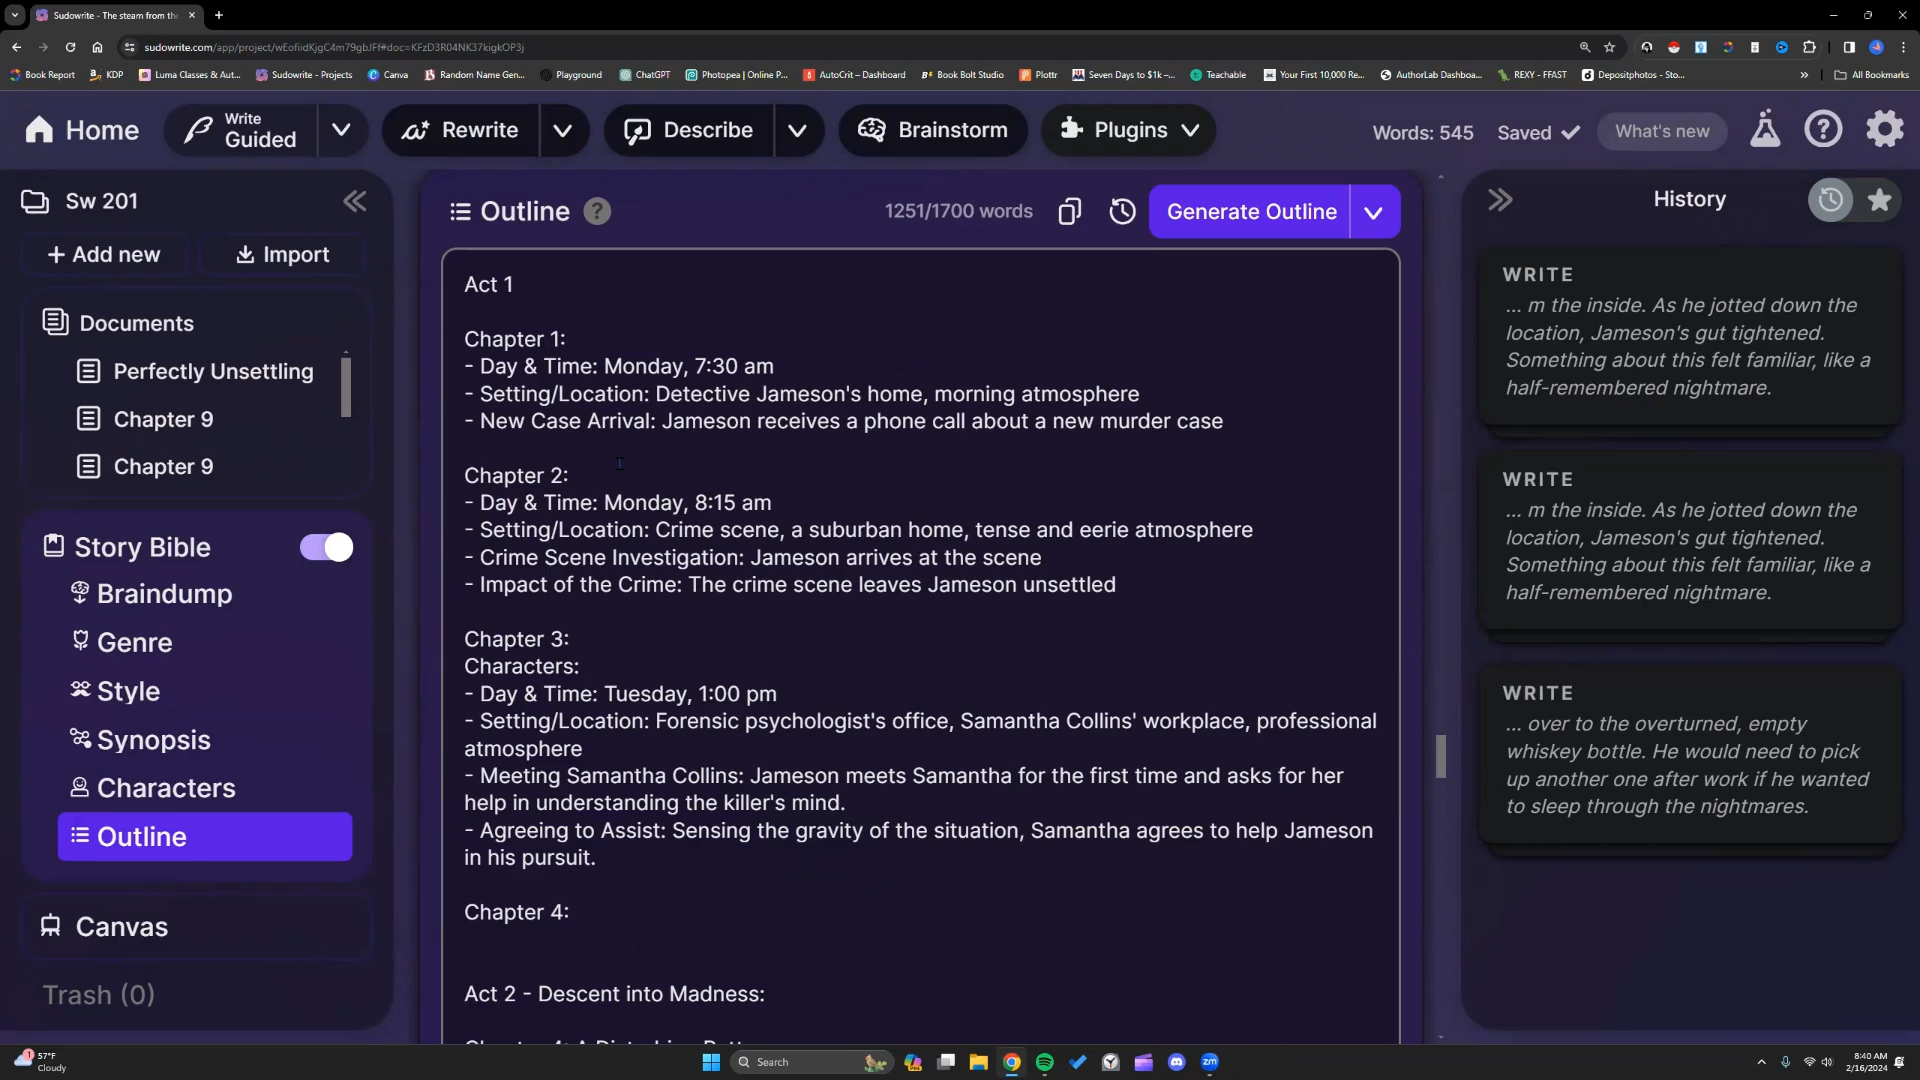 Sudowrite - The steam from the
sudowrite.com/app/project/wEofiidKjgC4m79gbJFf#doc=KFzD3R04NK37kigkOP3j
Book Report
KDP
Luma Classes & Aut...
Sudowrite - Projects
Canva
Random Name Gen...
Playground
ChatGPT
Photopea | Online P...
AutoCrit – Dashboard
Book Bolt Studio
Plottr
Seven Days to $1k –...
Teachable
Your First 10,000 Re...
AuthorLab Dashboa...
REXY - FFAST
Depositphotos - Sto...
All Bookmarks
Home
Write
Guided
Rewrite
Describe
Brainstorm
Plugins
Words: 545
Saved
What's new
Sw 201
+ Add new
Import
Documents
Perfectly Unsettling
Chapter 9
Chapter 9
Story Bible
Braindump
Genre
Style
Synopsis
Characters
Outline
Canvas
Trash (0)
Outline
1251/1700 words
Generate Outline
Act 1
Chapter 1:
- Day & Time: Monday, 7:30 am
- Setting/Location: Detective Jameson's home, morning atmosphere
- New Case Arrival: Jameson receives a phone call about a new murder case
Chapter 2:
- Day & Time: Monday, 8:15 am
- Setting/Location: Crime scene, a suburban home, tense and eerie atmosphere
- Crime Scene Investigation: Jameson arrives at the scene
- Impact of the Crime: The crime scene leaves Jameson unsettled
Chapter 3:
Characters:
- Day & Time: Tuesday, 1:00 pm
- Setting/Location: Forensic psychologist's office, Samantha Collins' workplace, professional
atmosphere
- Meeting Samantha Collins: Jameson meets Samantha for the first time and asks for her
help in understanding the killer's mind.
- Agreeing to Assist: Sensing the gravity of the situation, Samantha agrees to help Jameson
in his pursuit.
Chapter 4:
Act 2 - Descent into Madness:
History
WRITE
... m the inside. As he jotted down the
location, Jameson's gut tightened.
Something about this felt familiar, like a
half-remembered nightmare.
WRITE
... m the inside. As he jotted down the
location, Jameson's gut tightened.
Something about this felt familiar, like a
half-remembered nightmare.
WRITE
... over to the overturned, empty
whiskey bottle. He would need to pick
up another one after work if he wanted
to sleep through the nightmares.
57°F
Cloudy
Search
8:40 AM
2/16/2024